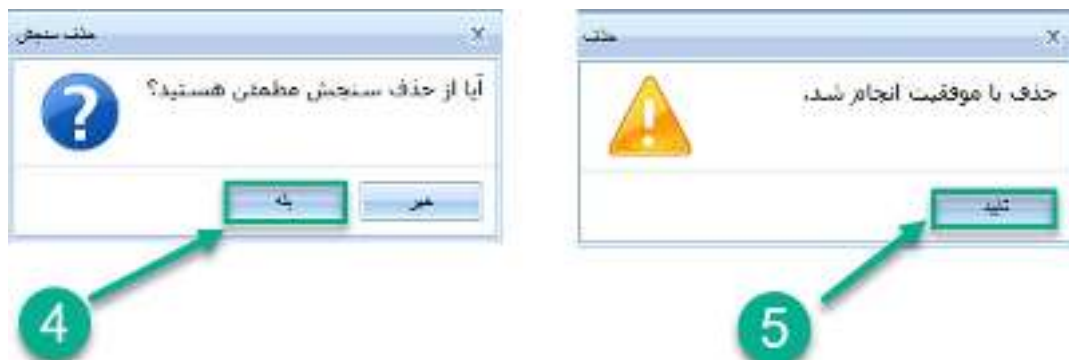 حذف سنجش
X
آیا از حذف سنجش مطمئن هستید؟
بله
خیر
4
حذف
X
حذف با موفقیت انجام شد.
تایید
5